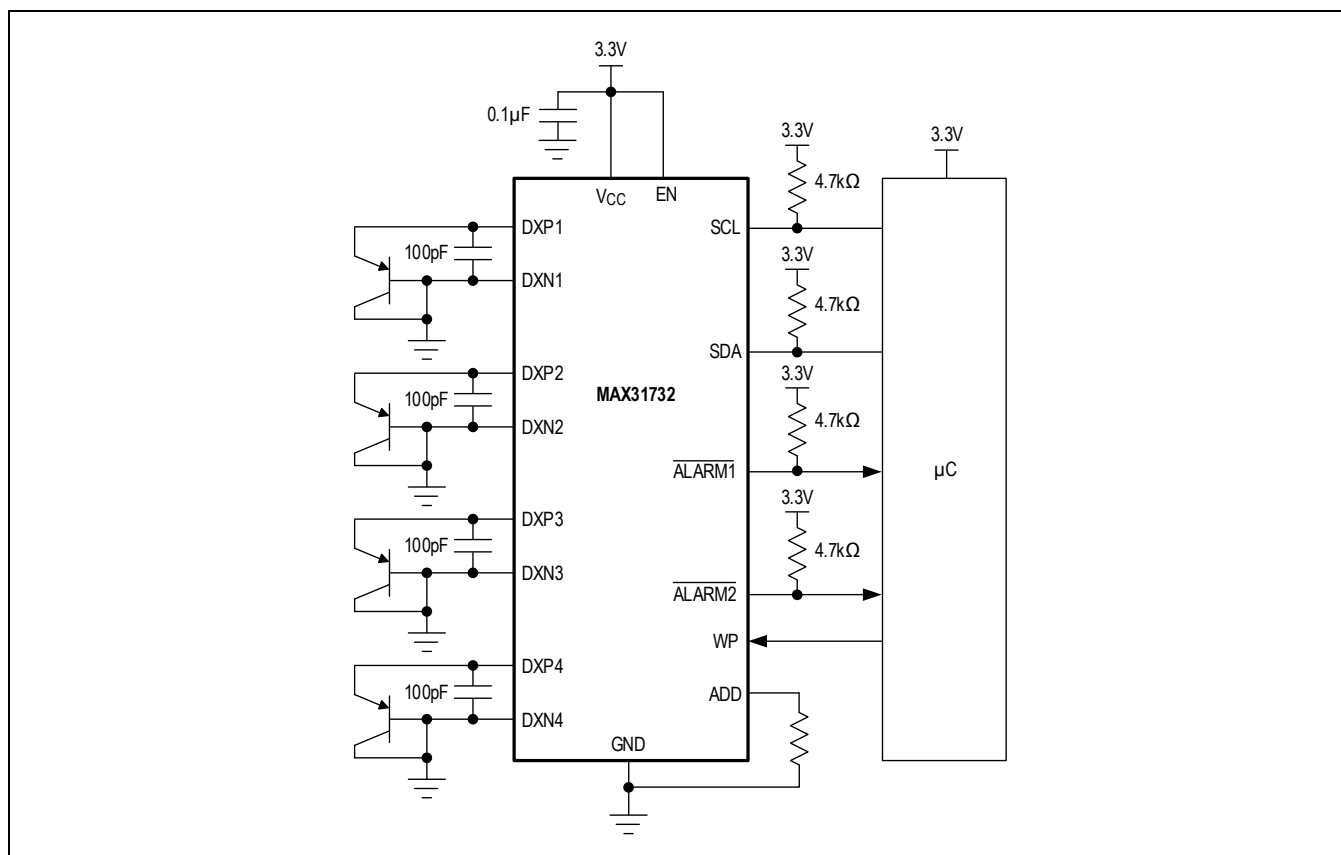 3.3V
0.1µF
3.3V
3.3V
4.7kΩ
VCC
EN
DXP1
SCL
100pF
DXN1
3.3V
4.7kΩ
SDA
DXP2
MAX31732
3.3V
100pF
DXN2
4.7kΩ
ALARM1
µC
3.3V
DXP3
100pF
4.7kΩ
DXN3
ALARM2
WP
DXP4
100pF
ADD
DXN4
GND